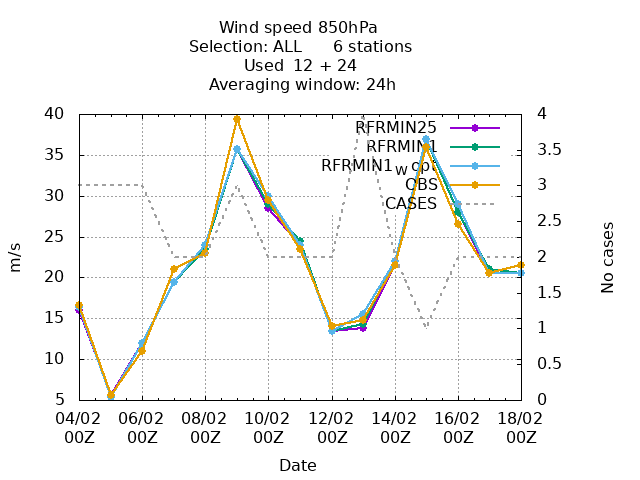 Wind speed 850hPa
Selection: ALL 6 stations
Used 12 + 24
Averaging window: 24h
40 4
RFRMIN25
35 3.5
RFRMIN1
RFRMIN1_W_opt
30 3
OBS
CASES
25 2.5
20 2
15 1.5
10 1
5 0.5
0
m/s
No cases
04/02 06/02 08/02 10/02 12/02 14/02 16/02 18/02
00Z 00Z 00Z 00Z 00Z 00Z 00Z 00Z
Date